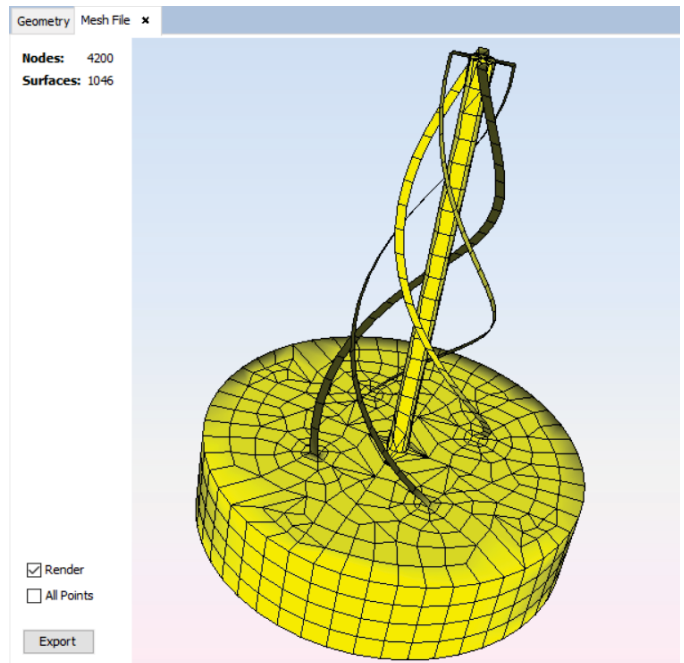 Geometry Mesh File ×
Nodes: 4200
Surfaces: 1046
Render
All Points
Export